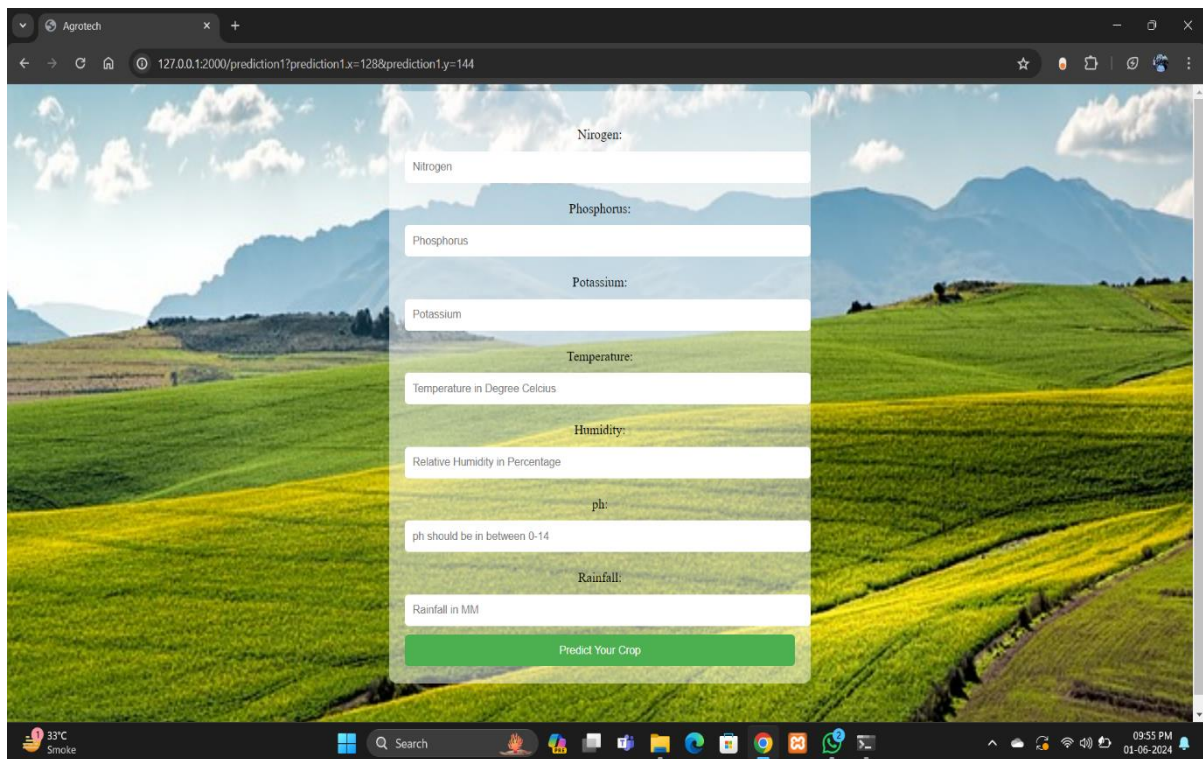 Agrotech
127.0.0.1:2000/prediction1?prediction1.x=128&prediction1.y=144
Nirogen:
Nitrogen
Phosphorus:
Phosphorus
Potassium:
Potassium
Temperature:
Temperature in Degree Celcius
Humidity:
Relative Humidity in Percentage
ph:
ph should be in between 0-14
Rainfall:
Rainfall in MM
Predict Your Crop
1
33°C
Smoke
Search
2
09:55 PM
01-06-2024